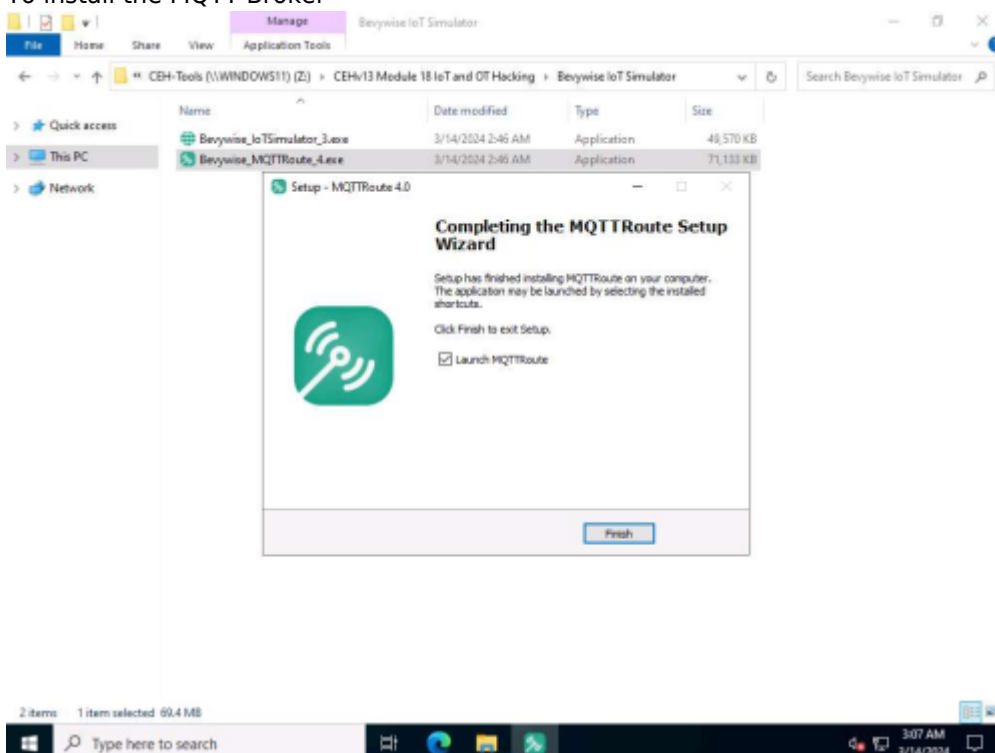 To install the MQTT Broker
Manage
Bevywise IoT Simulator
File Home Share View Application Tools
CEH-Tools (\\WINDOWS11) (Z:) › CEHv13 Module 18 IoT and OT Hacking › Bevywise IoT Simulator
Search Bevywise IoT Simulator
Name Date modified Type Size
Quick access
Bevywise_IoTSimulator_3.exe 3/14/2024 2:46 AM Application 49,570 KB
This PC
Bevywise_MQTTRoute_4.exe 3/14/2024 2:46 AM Application 71,133 KB
Network
Setup - MQTTRoute 4.0
Completing the MQTTRoute Setup
Wizard
Setup has finished installing MQTTRoute on your computer.
The application may be launched by selecting the installed
shortcuts.
Click Finish to exit Setup.
Launch MQTTRoute
Finish
2 items 1 item selected 69.4 MB
Type here to search
3:07 AM
3/14/2024